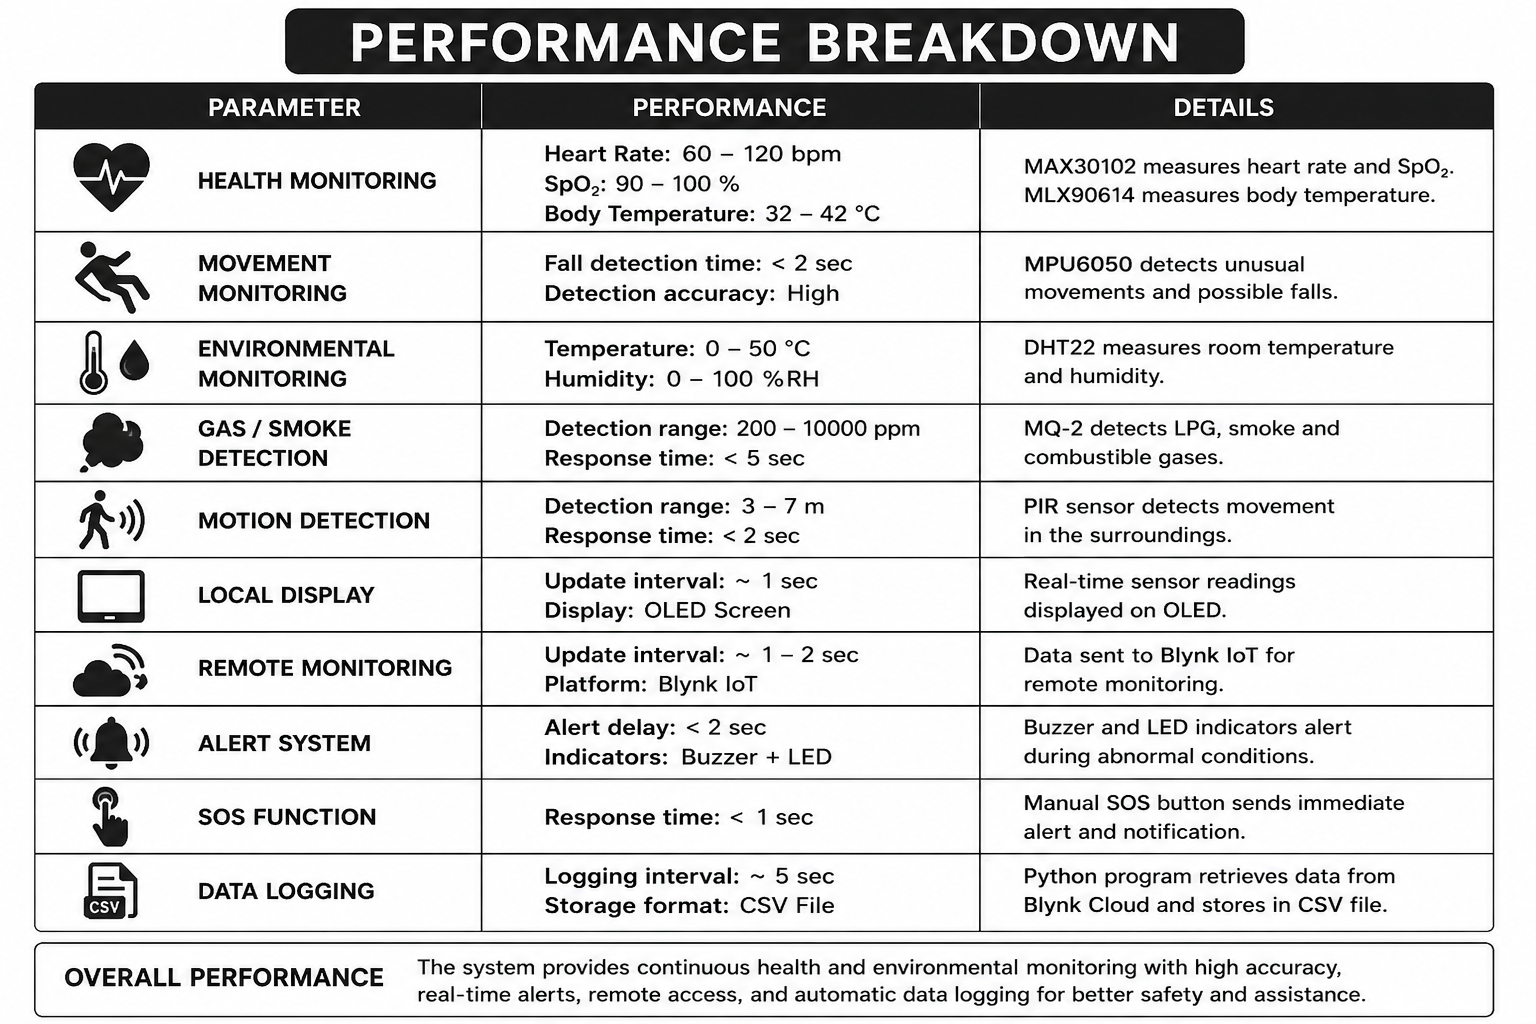 PERFORMANCE BREAKDOWN
PARAMETER
PERFORMANCE
DETAILS
HEALTH MONITORING
Heart Rate: 60 – 120 bpm
SpO₂: 90 – 100 %
Body Temperature: 32 – 42 °C
MAX30102 measures heart rate and SpO₂.
MLX90614 measures body temperature.
MOVEMENT
MONITORING
Fall detection time: < 2 sec
Detection accuracy: High
MPU6050 detects unusual
movements and possible falls.
ENVIRONMENTAL
MONITORING
Temperature: 0 – 50 °C
Humidity: 0 – 100 %RH
DHT22 measures room temperature
and humidity.
GAS / SMOKE
DETECTION
Detection range: 200 – 10000 ppm
Response time: < 5 sec
MQ-2 detects LPG, smoke and
combustible gases.
MOTION DETECTION
Detection range: 3 – 7 m
Response time: < 2 sec
PIR sensor detects movement
in the surroundings.
LOCAL DISPLAY
Update interval: ~ 1 sec
Display: OLED Screen
Real-time sensor readings
displayed on OLED.
REMOTE MONITORING
Update interval: ~ 1 – 2 sec
Platform: Blynk IoT
Data sent to Blynk IoT for
remote monitoring.
ALERT SYSTEM
Alert delay: < 2 sec
Indicators: Buzzer + LED
Buzzer and LED indicators alert
during abnormal conditions.
SOS FUNCTION
Response time: < 1 sec
Manual SOS button sends immediate
alert and notification.
CSV
DATA LOGGING
Logging interval: ~ 5 sec
Storage format: CSV File
Python program retrieves data from
Blynk Cloud and stores in CSV file.
OVERALL PERFORMANCE
The system provides continuous health and environmental monitoring with high accuracy,
real-time alerts, remote access, and automatic data logging for better safety and assistance.